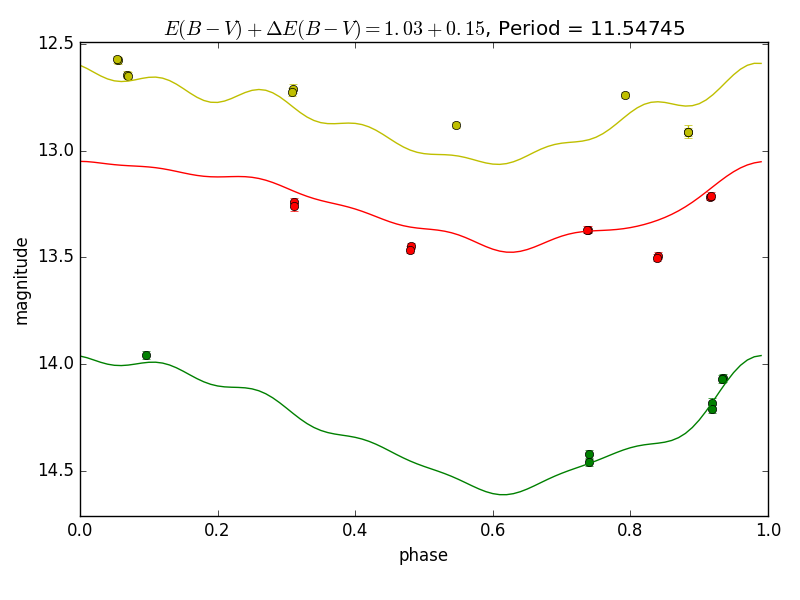 E(B − V) + ΔE(B − V) = 1.03 + 0.15, Period = 11.54745
12.5
13.0
13.5
14.0
14.5
magnitude
0.0 0.2 0.4 0.6 0.8 1.0
phase